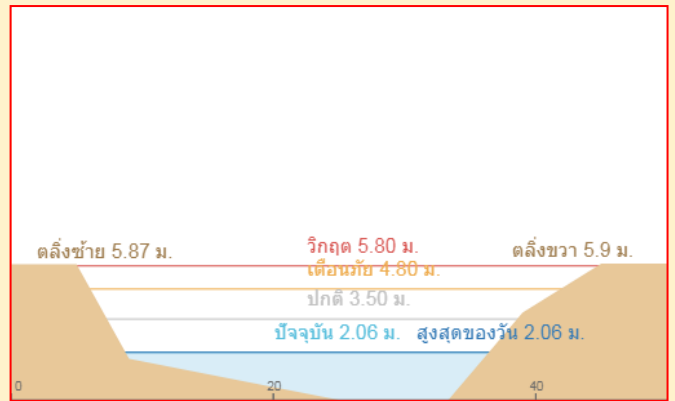 วิกฤต 5.80 ม.
ตลิ่งซ้าย 5.87 ม.
ตลิ่งขวา 5.9 ม.
เตือนภัย 4.80 ม.
ปกติ 3.50 ม.
ปัจจุบัน 2.06 ม. สูงสุดของวัน 2.06 ม.
0 20 40